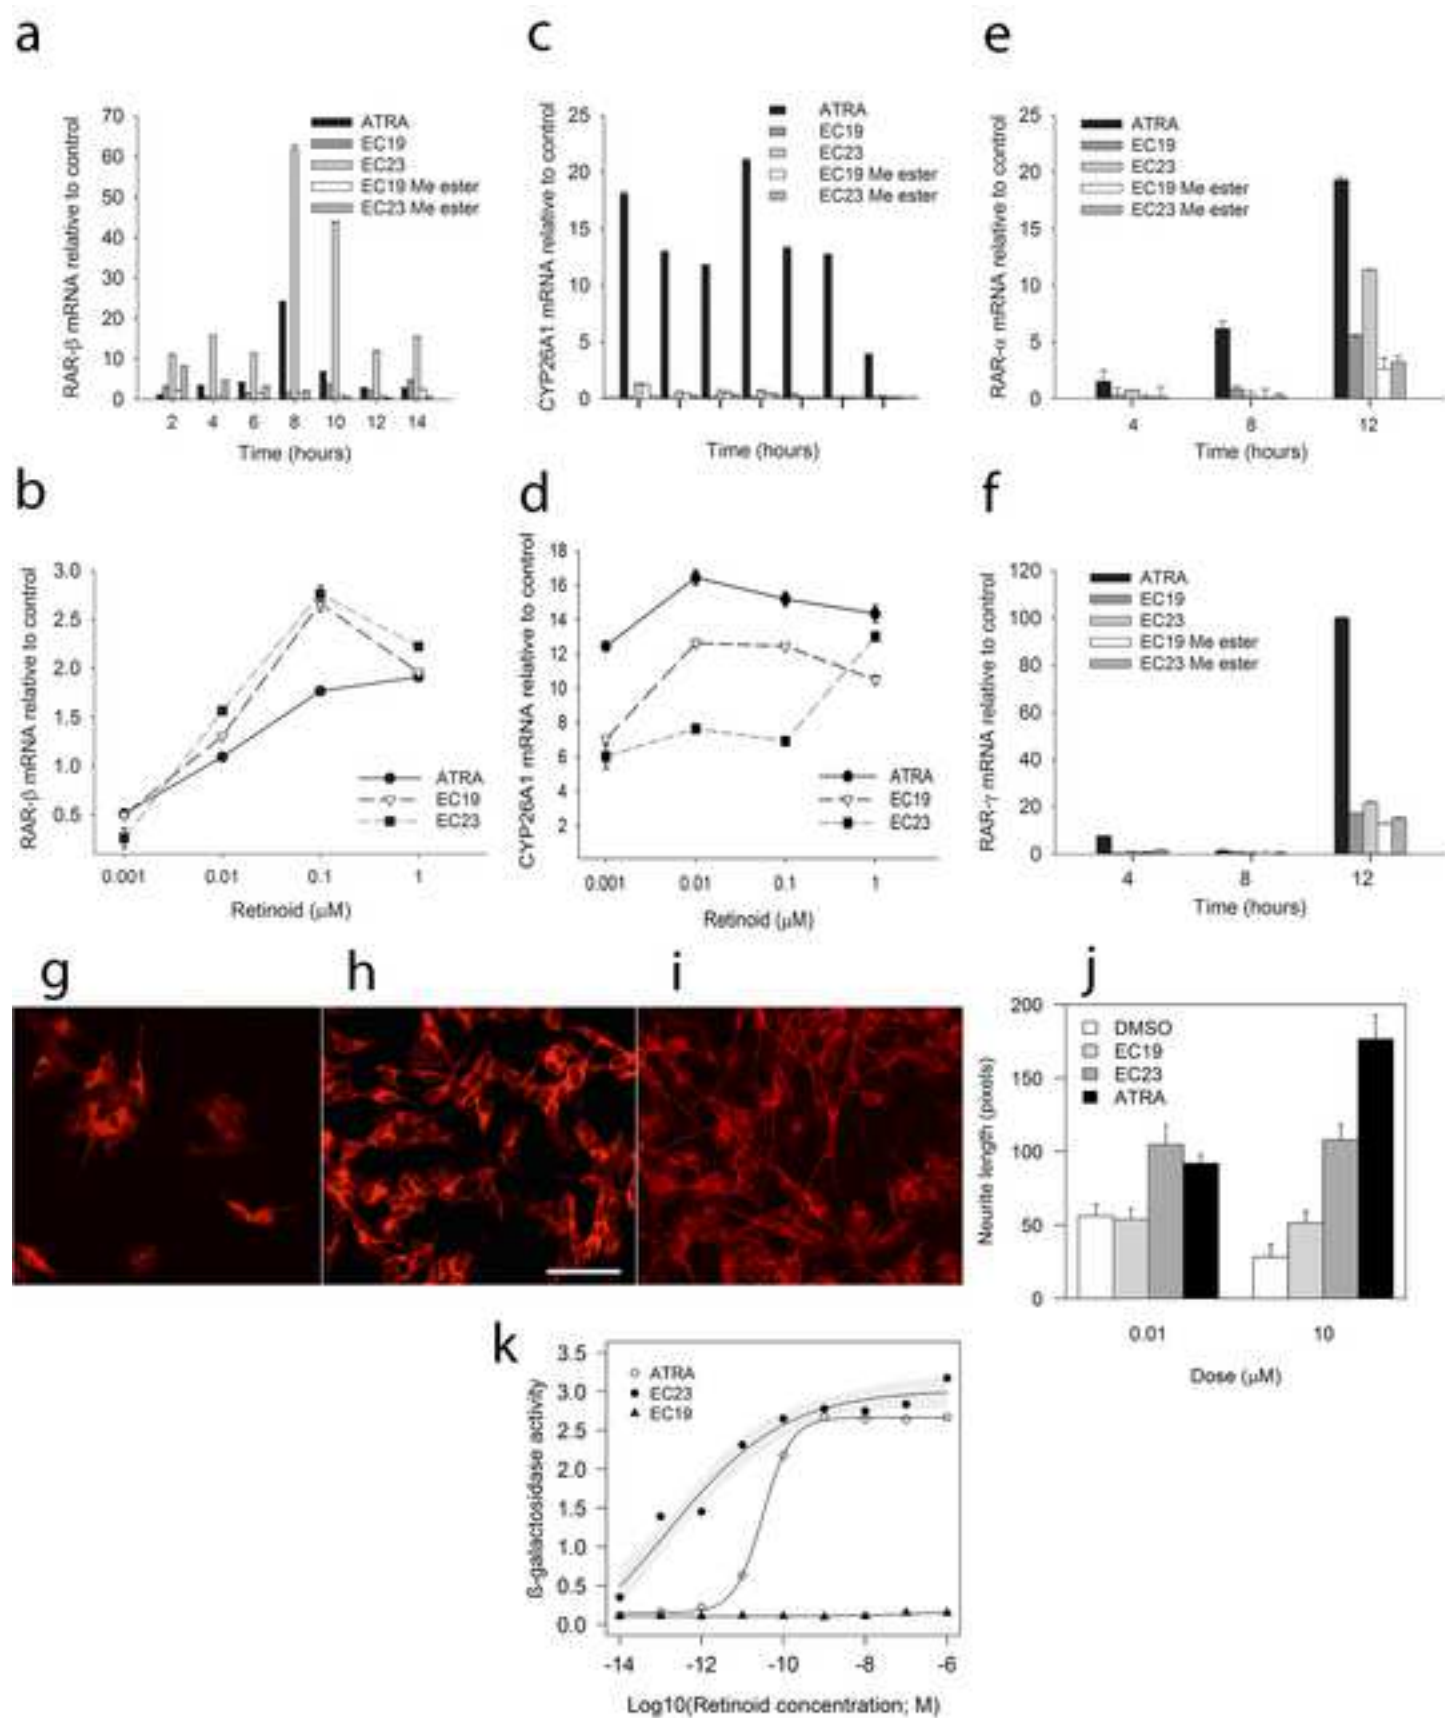 a
RAR-β mRNA relative to control
70
60
50
40
30
20
10
0
ATRA
EC19
EC23
EC19 Me ester
EC23 Me ester
2 4 6 8 10 12 14
Time (hours)
c
CYP26A1 mRNA relative to control
25
20
15
10
5
0
ATRA
EC19
EC23
EC19 Me ester
EC23 Me ester
Time (hours)
e
RAR-α mRNA relative to control
25
20
15
10
5
0
ATRA
EC19
EC23
EC19 Me ester
EC23 Me ester
4 8 12
Time (hours)
b
RAR-β mRNA relative to control
3.0
2.5
2.0
1.5
1.0
0.5
ATRA
EC19
EC23
0.001 0.01 0.1 1
Retinoid (μM)
d
CYP26A1 mRNA relative to control
18
16
14
12
10
8
6
4
2
ATRA
EC19
EC23
0.001 0.01 0.1 1
Retinoid (μM)
f
RAR-γ mRNA relative to control
120
100
80
60
40
20
0
ATRA
EC19
EC23
EC19 Me ester
EC23 Me ester
4 8 12
Time (hours)
g
h
i
j
Neurite length (pixels)
200
150
100
50
0
DMSO
EC19
EC23
ATRA
0.01 10
Dose (μM)
k
ß-galactosidase activity
3.5
3.0
2.5
2.0
1.5
1.0
0.5
0.0
ATRA
EC23
EC19
-14 -12 -10 -8 -6
Log10(Retinoid concentration; M)